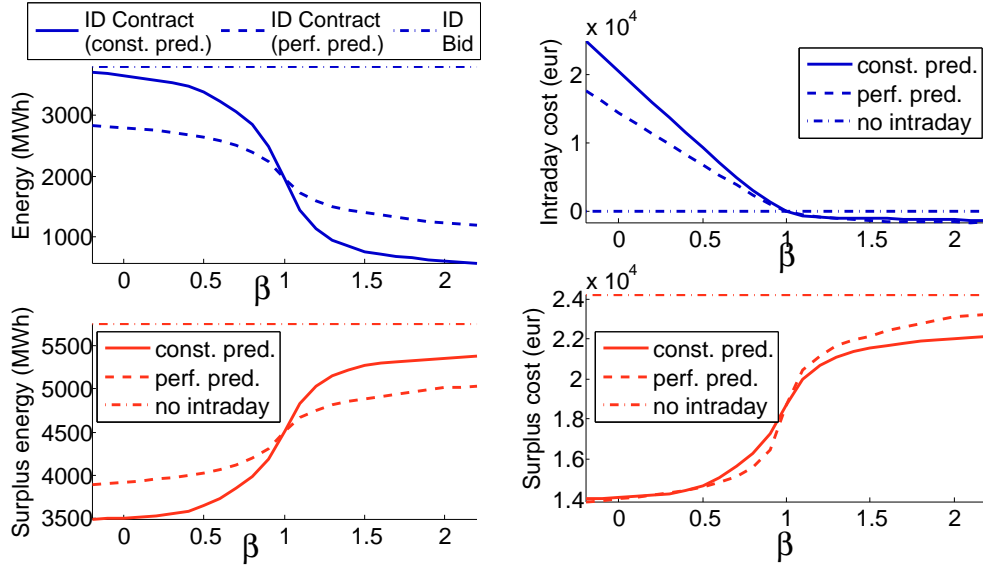 ID Contract (const. pred.)
ID Contract (perf. pred.)
ID Bid
Energy (MWh)
3000
2000
1000
0 0.5 1 1.5 2
β
x 10^4
Intraday cost (eur)
2
1
0
const. pred.
perf. pred.
no intraday
0 0.5 1 1.5 2
β
Surplus energy (MWh)
5500
5000
4500
4000
3500
const. pred.
perf. pred.
no intraday
0 0.5 1 1.5 2
β
x 10^4
Surplus cost (eur)
2.4
2.2
2
1.8
1.6
1.4
const. pred.
perf. pred.
no intraday
0 0.5 1 1.5 2
β